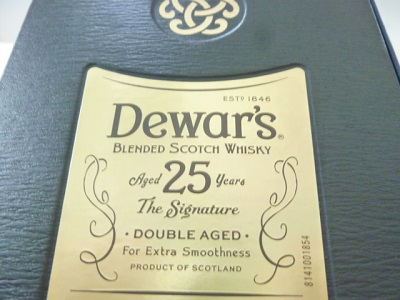 ESTD 1846
Dewar's®
BLENDED SCOTCH WHISKY
Aged 25 Years
The Signature
• DOUBLE AGED •
For Extra Smoothness
PRODUCT OF SCOTLAND
8141001854